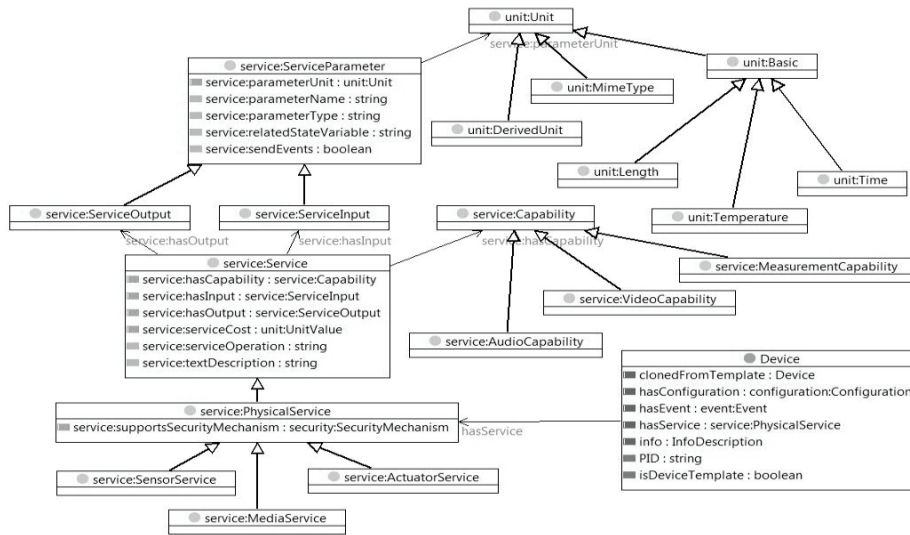 unit:Unit
service:parameterUnit
service:ServiceParameter
service:parameterUnit : unit:Unit
service:parameterName : string
service:parameterType : string
service:relatedStateVariable : string
service:sendEvents : boolean
unit:Basic
unit:MimeType
unit:DerivedUnit
unit:Length
unit:Time
unit:Temperature
service:ServiceOutput
service:ServiceInput
service:hasOutput
service:hasInput
service:Capability
service:hasCapability
service:Service
service:hasCapability : service:Capability
service:hasInput : service:ServiceInput
service:hasOutput : service:ServiceOutput
service:serviceCost : unit:UnitValue
service:serviceOperation : string
service:textDescription : string
service:MeasurementCapability
service:VideoCapability
service:AudioCapability
Device
clonedFromTemplate : Device
hasConfiguration : configuration:Configuration
hasEvent : event:Event
hasService : service:PhysicalService
info : InfoDescription
PID : string
isDeviceTemplate : boolean
service:PhysicalService
service:supportsSecurityMechanism : security:SecurityMechanism
hasService
service:SensorService
service:ActuatorService
service:MediaService